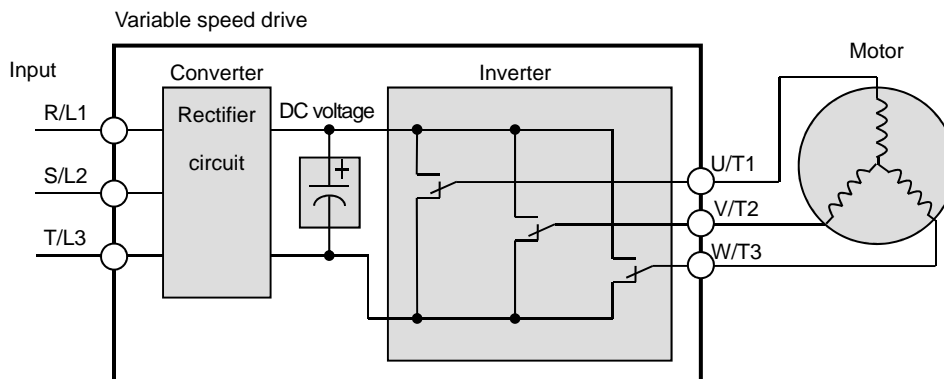 Variable speed drive
Motor
Input
Converter
Inverter
R/L1
Rectifier
circuit
DC voltage
+
S/L2
U/T1
V/T2
T/L3
W/T3